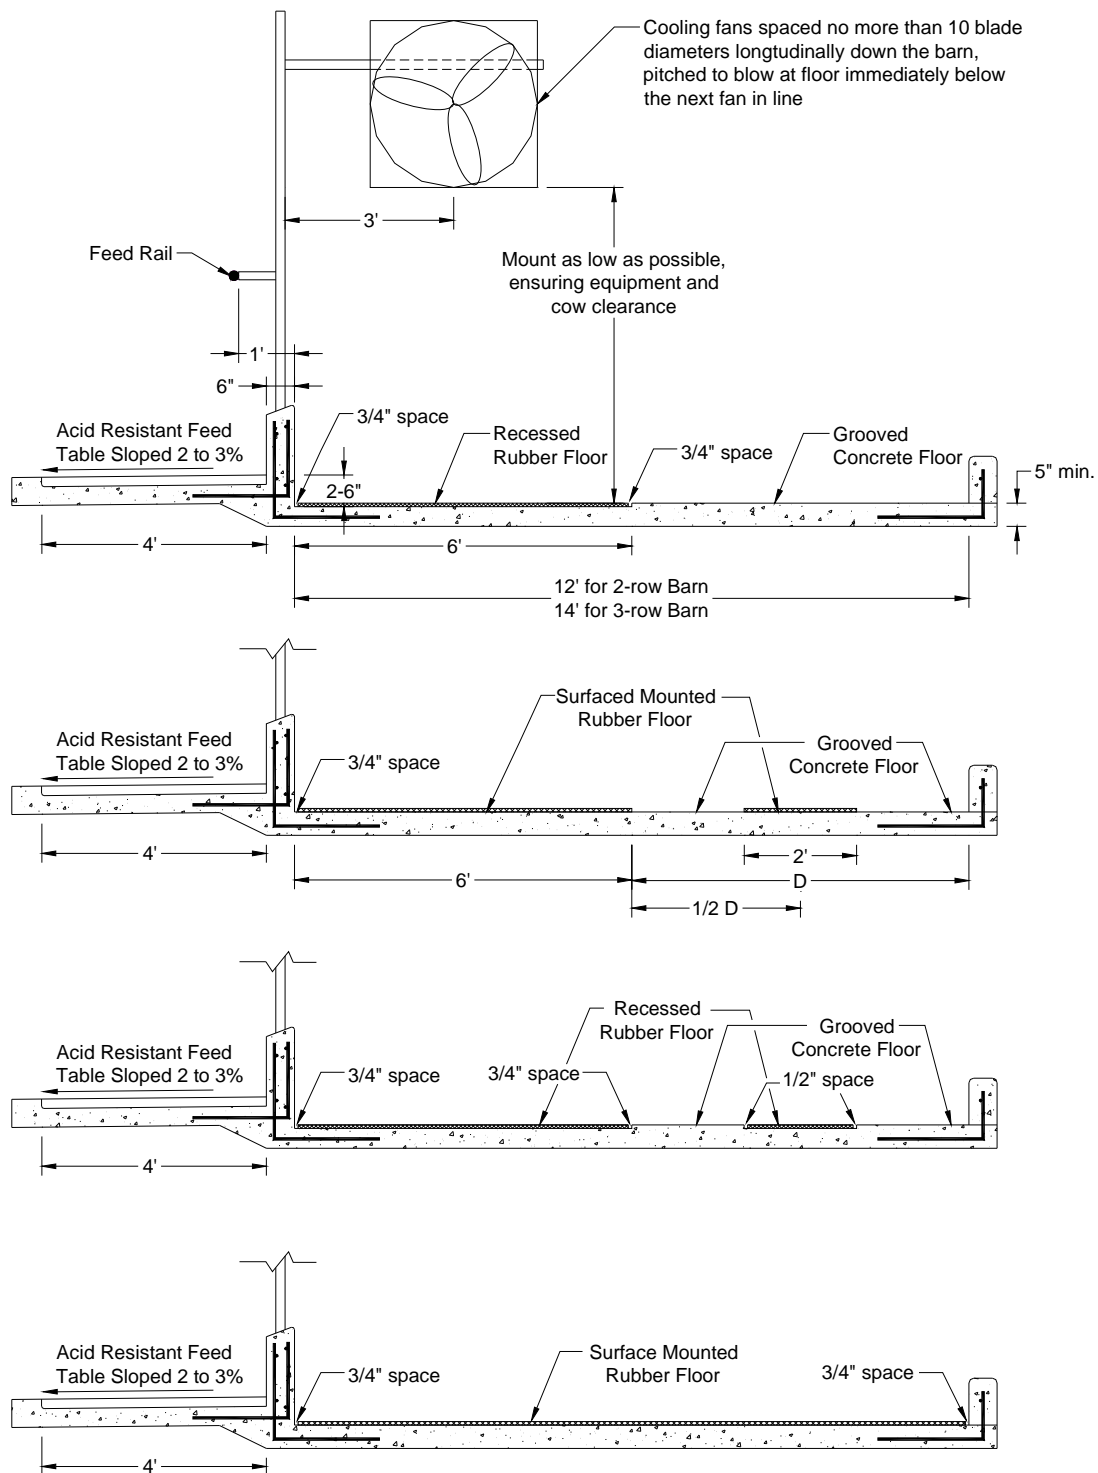 Cooling fans spaced no more than 10 blade
diameters longtudinally down the barn,
pitched to blow at floor immediately below
the next fan in line
3'
Feed Rail
Mount as low as possible,
ensuring equipment and
cow clearance
1'
6"
Acid Resistant Feed
Table Sloped 2 to 3%
3/4" space
Recessed
Rubber Floor
3/4" space
Grooved
Concrete Floor
5" min.
2-6"
4'
6'
12' for 2-row Barn
14' for 3-row Barn
Surfaced Mounted
Rubber Floor
Acid Resistant Feed
Table Sloped 2 to 3%
3/4" space
Grooved
Concrete Floor
4'
2'
6'
D
1/2 D
Recessed
Rubber Floor
Grooved
Concrete Floor
Acid Resistant Feed
Table Sloped 2 to 3%
3/4" space
3/4" space
1/2" space
4'
Acid Resistant Feed
Table Sloped 2 to 3%
3/4" space
Surface Mounted
Rubber Floor
3/4" space
4'